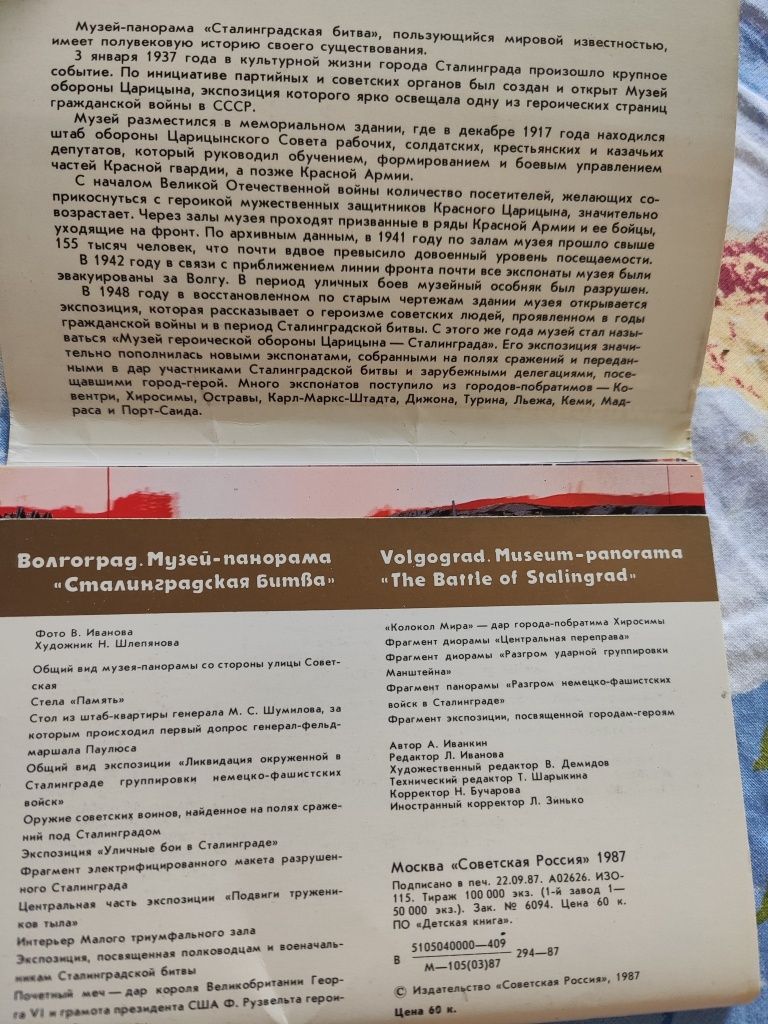 Музей-панорама «Сталинградская битва», пользующийся мировой известностью,
имеет полувековую историю своего существования.
3 января 1937 года в культурной жизни города Сталинграда произошло крупное
событие. По инициативе партийных и советских органов был создан и открыт Музей
обороны Царицына, экспозиция которого ярко освещала одну из героических страниц
гражданской войны в СССР.
Музей разместился в мемориальном здании, где в декабре 1917 года находился
штаб обороны Царицынского Совета рабочих, солдатских, крестьянских и казачьих
депутатов, который руководил обучением, формированием и боевым управлением
частей Красной гвардии, а позже Красной Армии.
С началом Великой Отечественной войны количество посетителей, желающих со-
прикоснуться с героикой мужественных защитников Красного Царицына, значительно
возрастает. Через залы музея проходят призванные в ряды Красной Армии и ее бойцы,
уходящие на фронт. По архивным данным, в 1941 году по залам музея прошло свыше
155 тысяч человек, что почти вдвое превысило довоенный уровень посещаемости.
В 1942 году в связи с приближением линии фронта почти все экспонаты музея были
эвакуированы за Волгу. В период уличных боев музейный особняк был разрушен.
В 1948 году в восстановленном по старым чертежам здании музея открывается
экспозиция, которая рассказывает о героизме советских людей, проявленном в годы
гражданской войны и в период Сталинградской битвы. С этого же года музей стал назы-
ваться «Музей героической обороны Царицына — Сталинграда». Его экспозиция значи-
тельно пополнилась новыми экспонатами, собранными на полях сражений и передан-
ными в дар участниками Сталинградской битвы и зарубежными делегациями, посе-
щавшими город-герой. Много экспонатов поступило из городов-побратимов — Ко-
вентри, Хиросимы, Остравы, Карл-Маркс-Штадта, Дижона, Турина, Льежа, Кеми, Мад-
раса и Порт-Саида.
Волгоград. Музей-панорама
«Сталинградская битва»
Фото В. Иванова
Художник Н. Шлепянова
Общий вид музея-панорамы со стороны улицы Совет-
ская
Стела «Память»
Стол из штаб-квартиры генерала М. С. Шумилова, за
которым происходил первый допрос генерал-фельд-
маршала Паулюса
Общий вид экспозиции «Ликвидация окруженной в
Сталинграде группировки немецко-фашистских
войск»
Оружие советских воинов, найденное на полях сраже-
ний под Сталинградом
Экспозиция «Уличные бои в Сталинграде»
Фрагмент электрифицированного макета разрушен-
ного Сталинграда
Центральная часть экспозиции «Подвиги тружени-
ков тыла»
Интерьер Малого триумфального зала
Экспозиция, посвященная полководцам и военачаль-
никам Сталинградской битвы
Почетный меч — дар короля Великобритании Геор-
га VI и грамота президента США Ф. Рузвельта герои-
Volgograd. Museum-panorama
“The Battle of Stalingrad”
«Колокол Мира» — дар города-побратима Хиросимы
Фрагмент диорамы «Центральная переправа»
Фрагмент диорамы «Разгром ударной группировки
Манштейна»
Фрагмент панорамы «Разгром немецко-фашистских
войск в Сталинграде»
Фрагмент экспозиции, посвященной городам-героям
Автор А. Иванкин
Редактор Л. Иванова
Художественный редактор В. Демидов
Технический редактор Т. Шарыкина
Корректор Н. Бучарова
Иностранный корректор Л. Зинько
Москва «Советская Россия» 1987
Подписано в печ. 22.09.87. А02626. ИЗО-
115. Тираж 100 000 экз. (1-й завод 1—
50 000 экз.). Зак. № 6094. Цена 60 к.
ПО «Детская книга».
В 5105040000—409 294—87
М—105(03)87
© Издательство «Советская Россия», 1987
Цена 60 к.